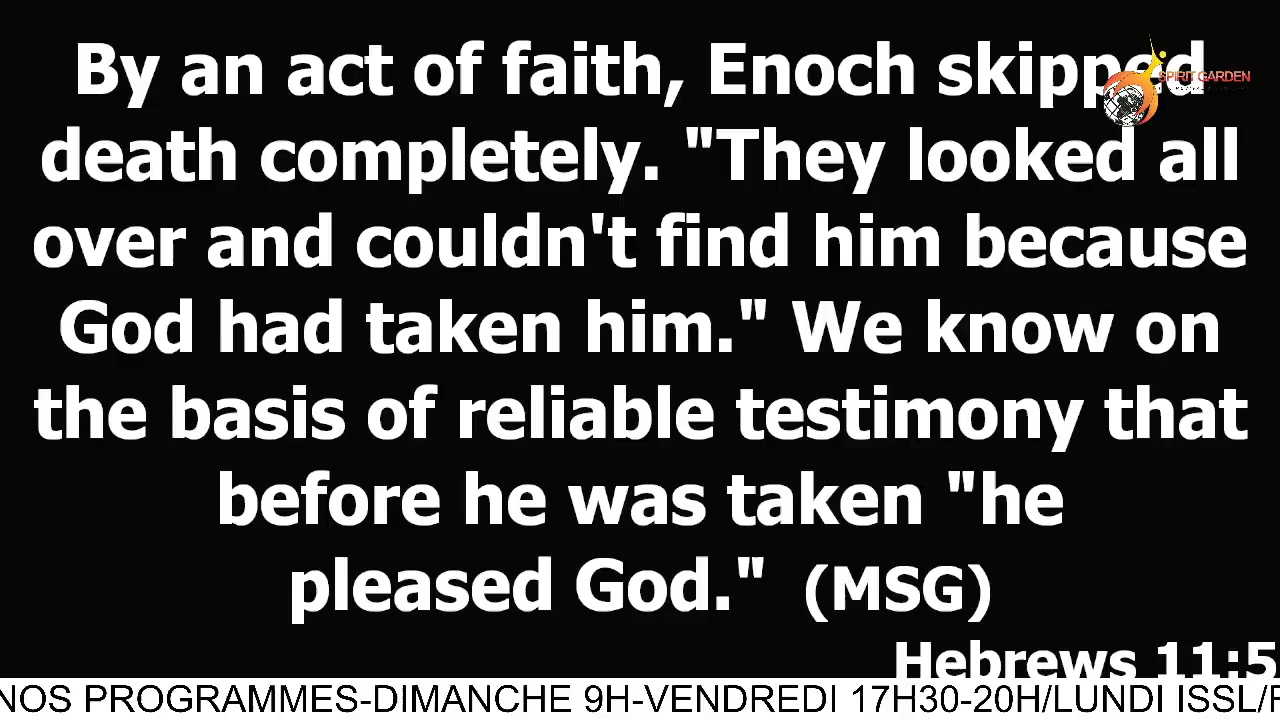 By an act of faith, Enoch skipped
SPIRIT GARDEN
death completely. "They looked all
over and couldn't find him because
God had taken him." We know on
the basis of reliable testimony that
before he was taken "he
pleased God." (MSG)
Hebrews 11:5
NOS PROGRAMMES-DIMANCHE 9H-VENDREDI 17H30-20H/LUNDI ISSL/